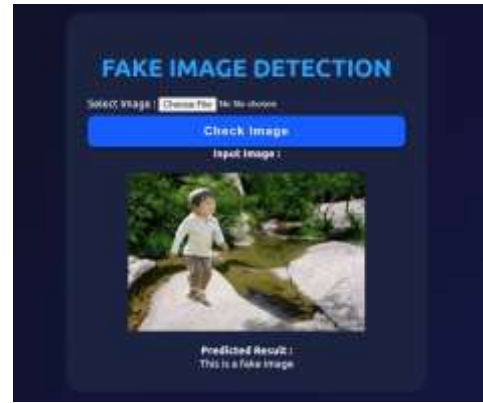 FAKE IMAGE DETECTION
Select Image : Choose File No file chosen
Check Image
Input Image :
Predicted Result :
This is a fake image